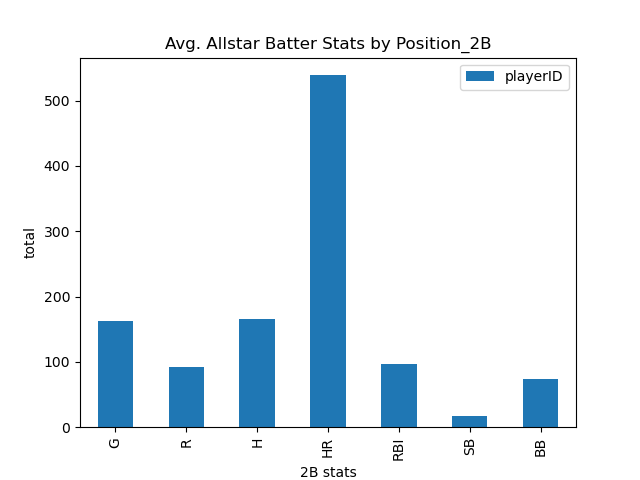 Avg. Allstar Batter Stats by Position_2B
playerID
500
400
300
200
100
0
total
G
R
H
HR
RBI
SB
BB
2B stats